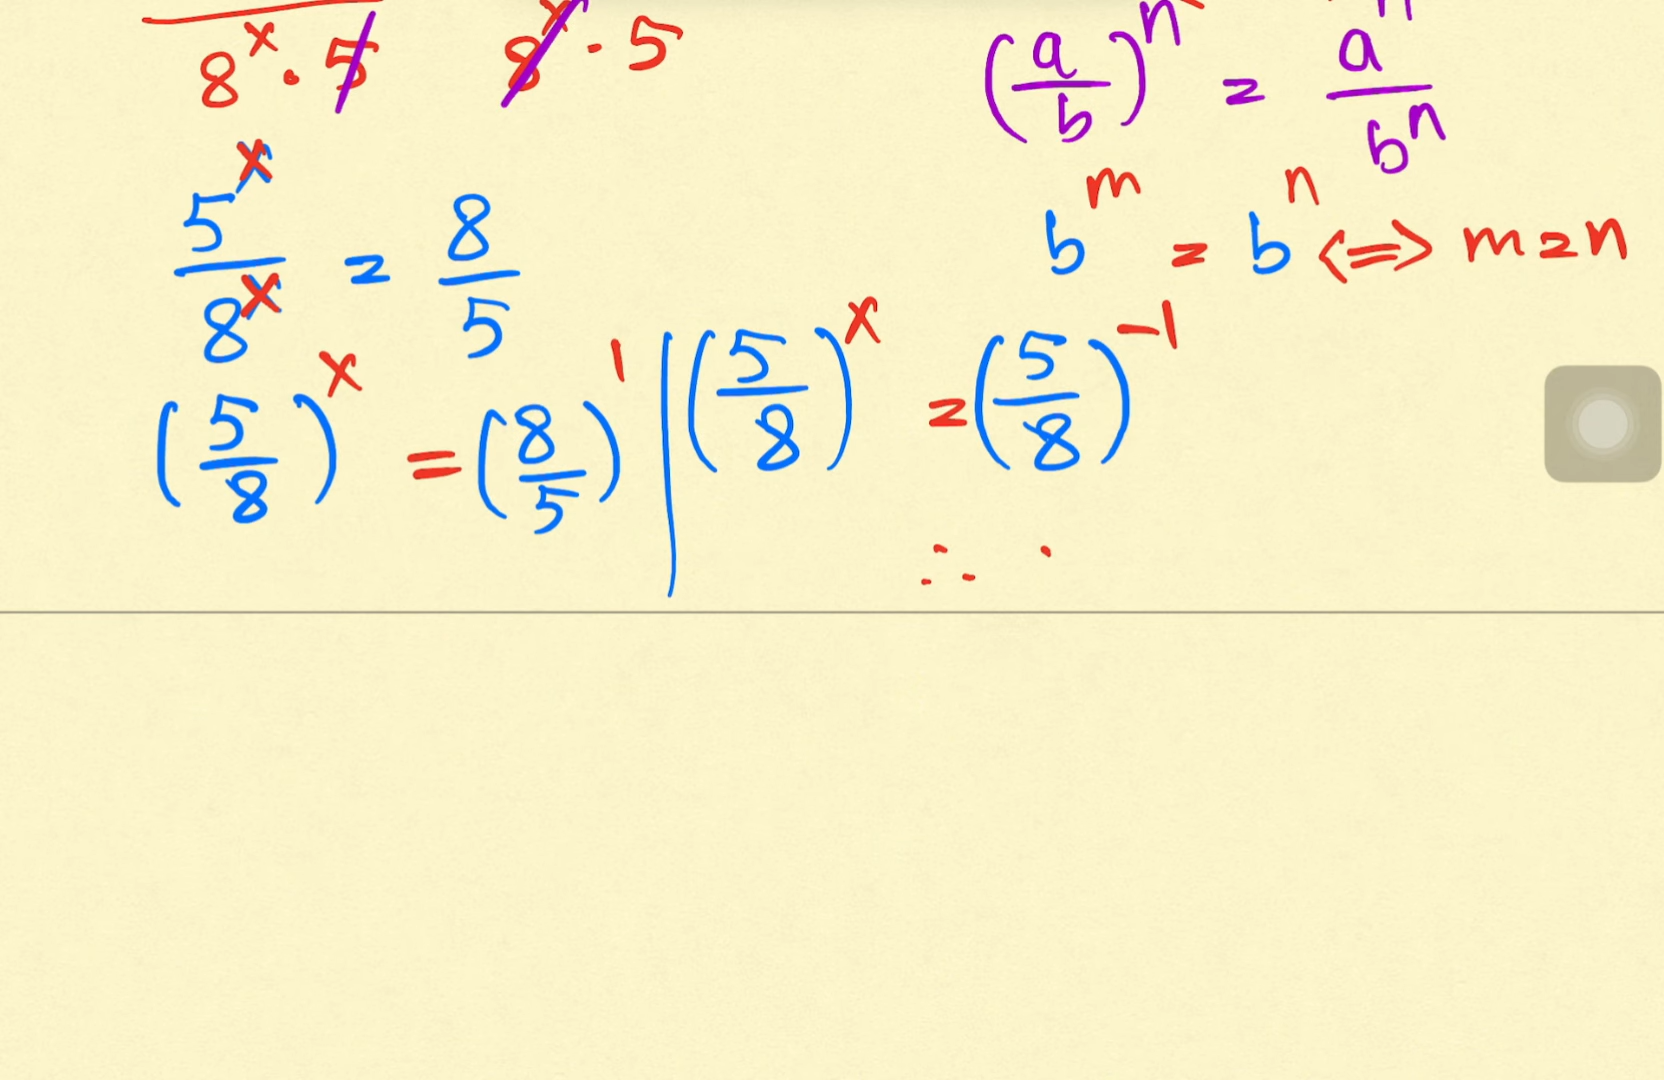 8^x · 5   8^x · 5
(a/b)^n = a^n/b^n
5^x/8^x = 8/5
b^m = b^n <=> m = n
(5/8)^x = (8/5)^1 | (5/8)^x = (5/8)^-1
∴